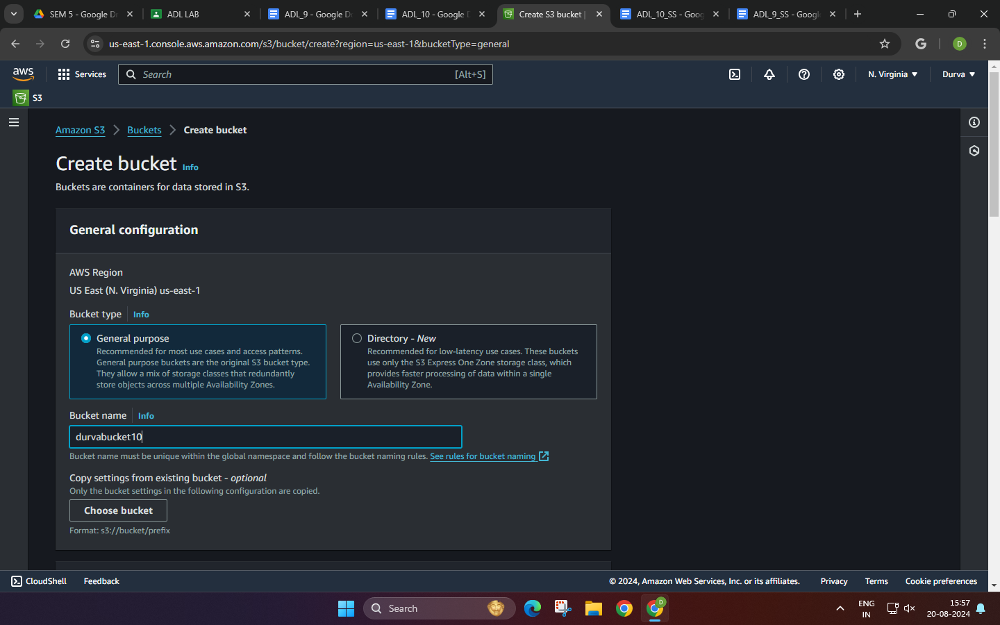 SEM 5 - Google Dr
ADL LAB
ADL_9 - Google Do
ADL_10 - Google D
Create S3 bucket |
ADL_10_SS - Goog
ADL_9_SS - Googl
us-east-1.console.aws.amazon.com/s3/bucket/create?region=us-east-1&bucketType=general
G
D
aws
Services
Search
[Alt+S]
N. Virginia
Durva
S3
Amazon S3
Buckets
Create bucket
Create bucket Info
Buckets are containers for data stored in S3.
General configuration
AWS Region
US East (N. Virginia) us-east-1
Bucket type
Info
General purpose
Recommended for most use cases and access patterns.
General purpose buckets are the original S3 bucket type.
They allow a mix of storage classes that redundantly
store objects across multiple Availability Zones.
Directory - New
Recommended for low-latency use cases. These buckets
use only the S3 Express One Zone storage class, which
provides faster processing of data within a single
Availability Zone.
Bucket name
Info
durvabucket10
Bucket name must be unique within the global namespace and follow the bucket naming rules. See rules for bucket naming
Copy settings from existing bucket - optional
Only the bucket settings in the following configuration are copied.
Choose bucket
Format: s3://bucket/prefix
CloudShell
Feedback
© 2024, Amazon Web Services, Inc. or its affiliates.
Privacy
Terms
Cookie preferences
Search
D
ENG
IN
15:57
20-08-2024